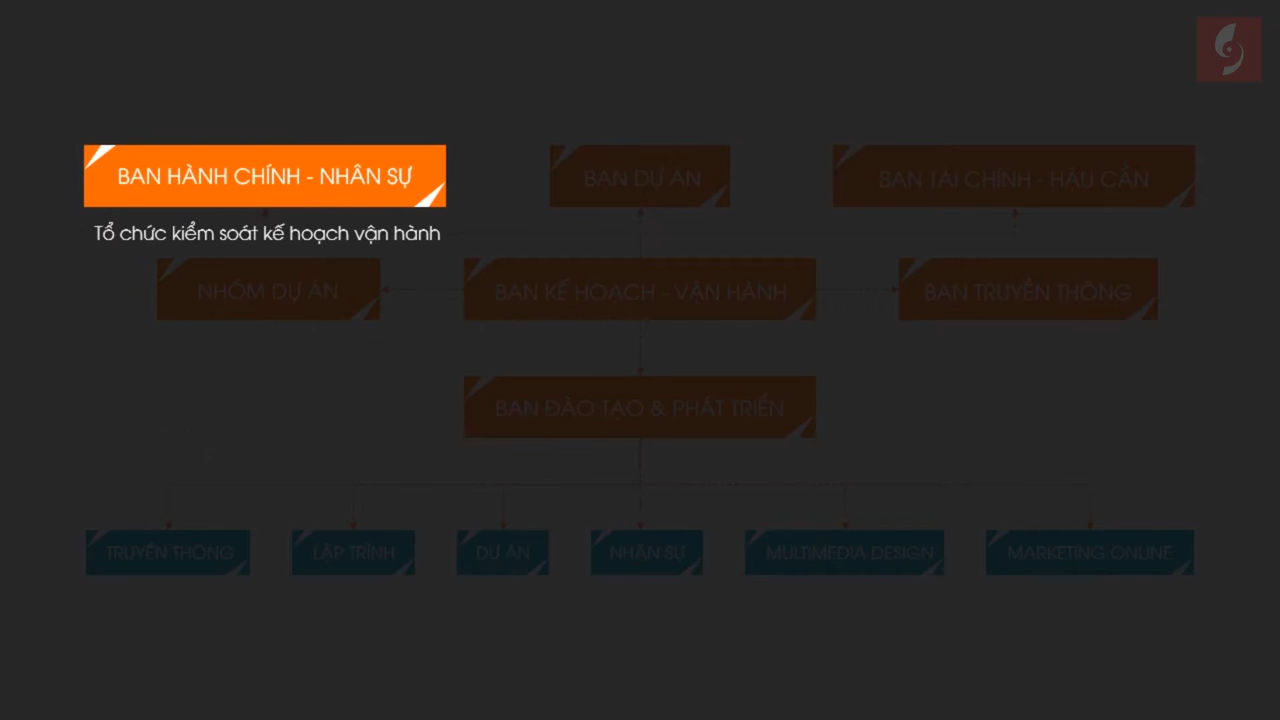 BAN HÀNH CHÍNH - NHÂN SỰ
BAN DỰ ÁN
BAN TÀI CHÍNH - HẬU CẦN
Tổ chức kiểm soát kế hoạch vận hành
NHÓM DỰ ÁN
BAN KẾ HOẠCH - VẬN HÀNH
BAN TRUYỀN THÔNG
BAN ĐÀO TẠO & PHÁT TRIỂN
TRUYỀN THÔNG
LẬP TRÌNH
DỰ ÁN
NHÂN SỰ
MULTIMEDIA DESIGN
MARKETING ONLINE